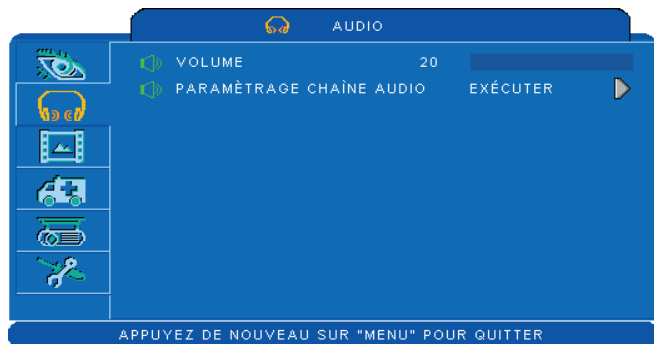 AUDIO
VOLUME 20
PARAMÈTRAGE CHAÎNE AUDIO EXÉCUTER
APPUYEZ DE NOUVEAU SUR "MENU" POUR QUITTER